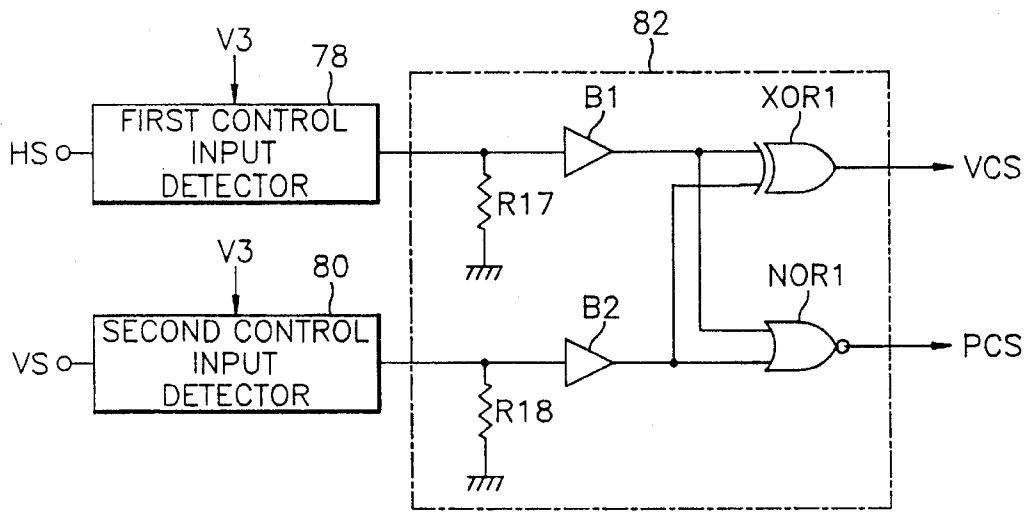 82
V3
78
B1
XOR1
FIRST CONTROL
INPUT
DETECTOR
HS
VCS
R17
V3
80
B2
NOR1
SECOND CONTROL
INPUT
DETECTOR
VS
PCS
R18